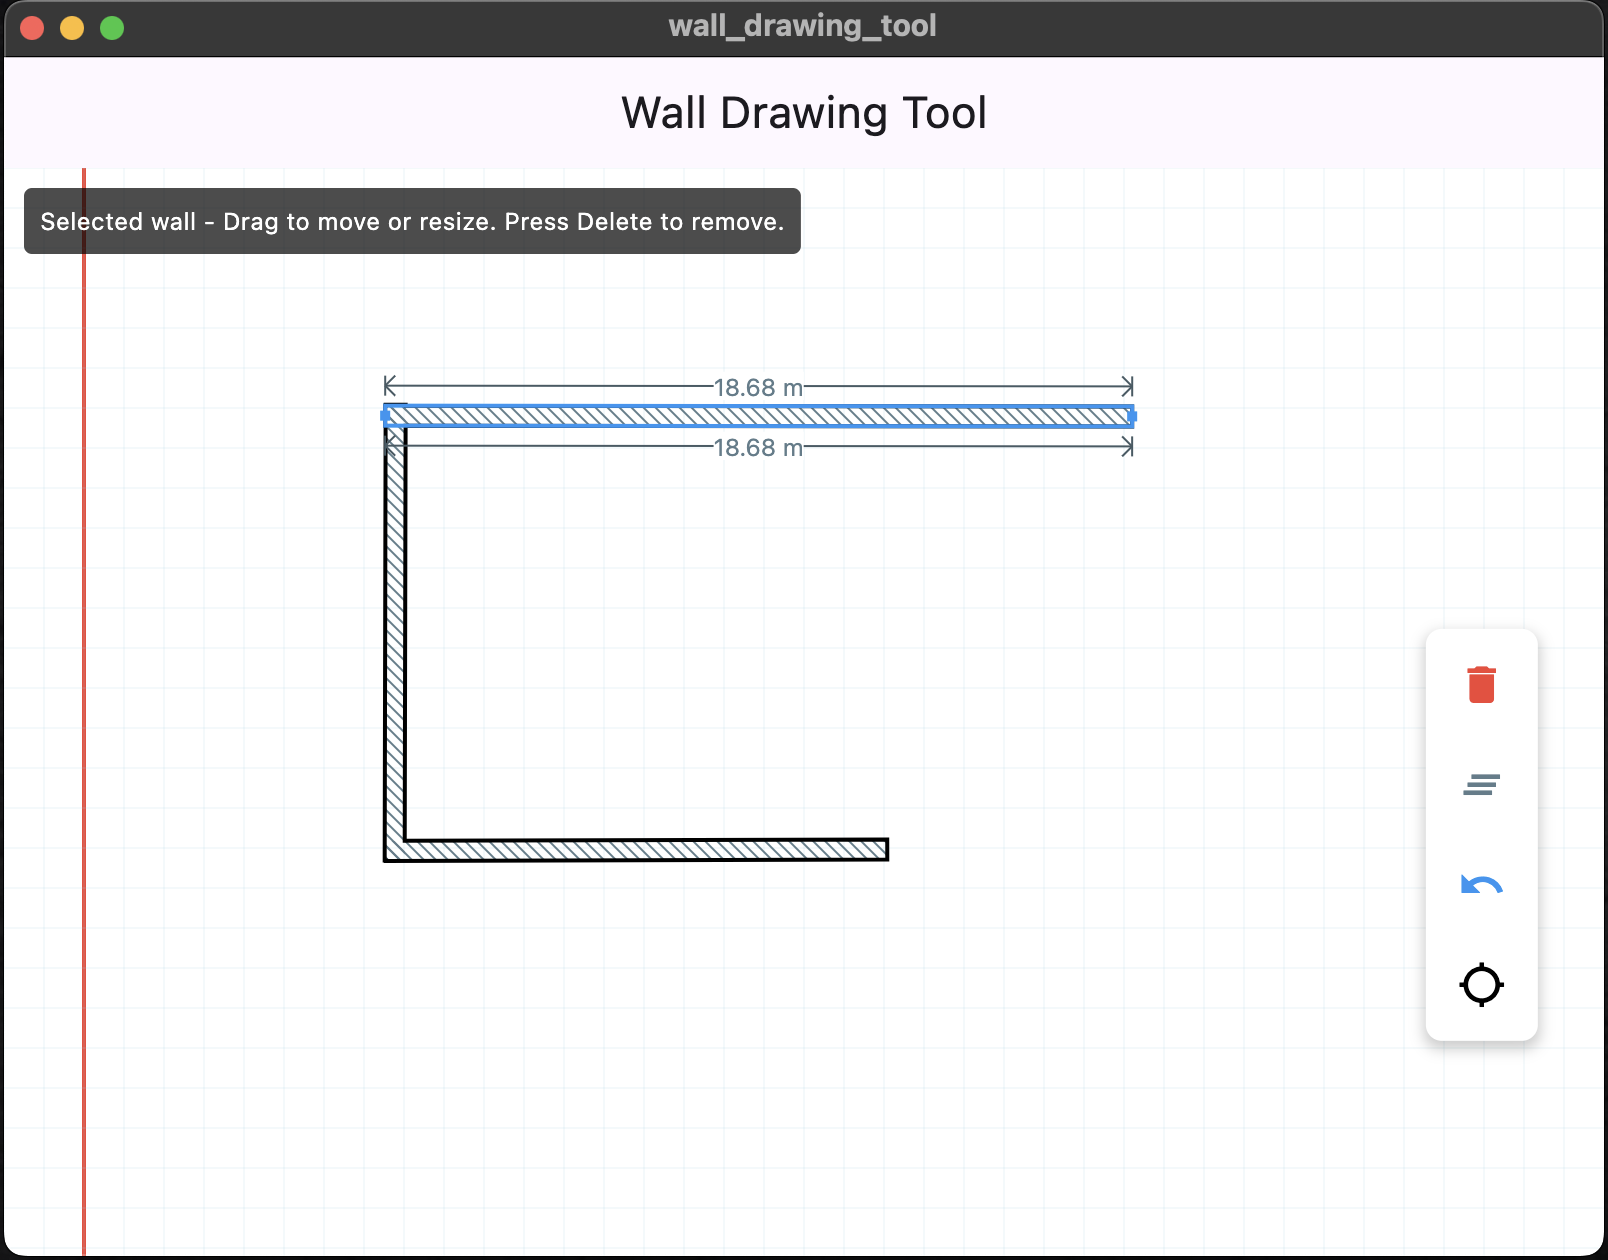 wall_drawing_tool
Wall Drawing Tool
Selected wall - Drag to move or resize. Press Delete to remove.
18.68 m
18.68 m